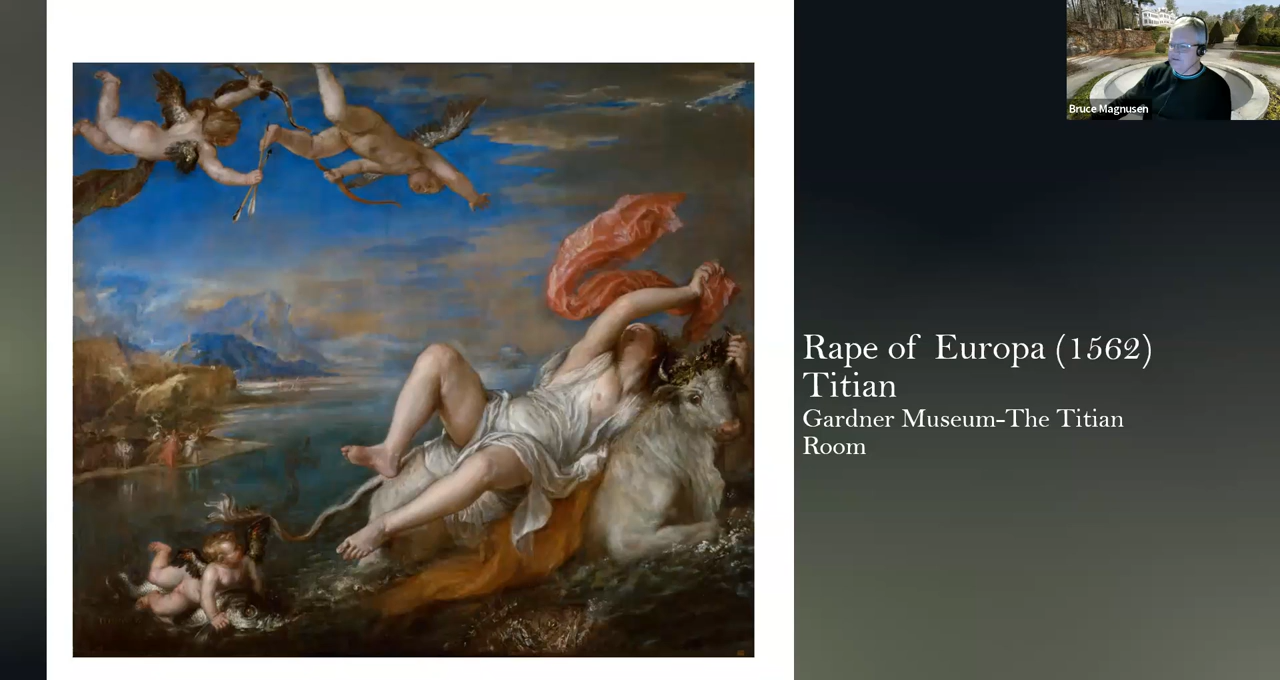 Bruce Magnusen
Rape of Europa (1562)
Titian
Gardner Museum-The Titian
Room